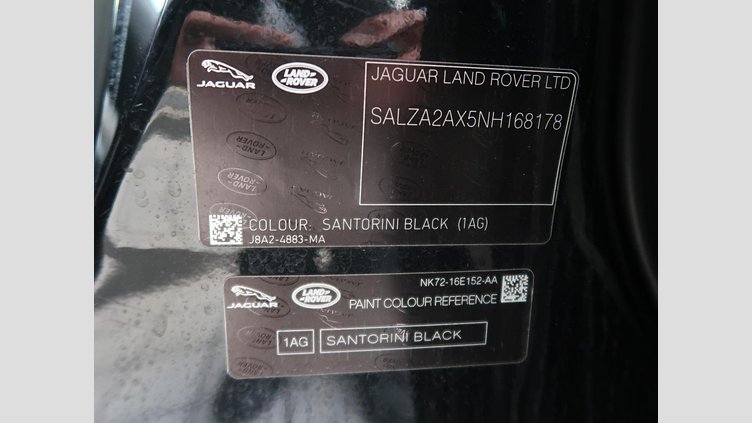 JAGUAR
LAND
ROVER
JAGUAR LAND ROVER LTD
SALZA2AX5NH168178
COLOUR: SANTORINI BLACK (1AG)
J8A2-4883-MA
JAGUAR
LAND
ROVER
NK72-16E152-AA
PAINT COLOUR REFERENCE
1AG SANTORINI BLACK